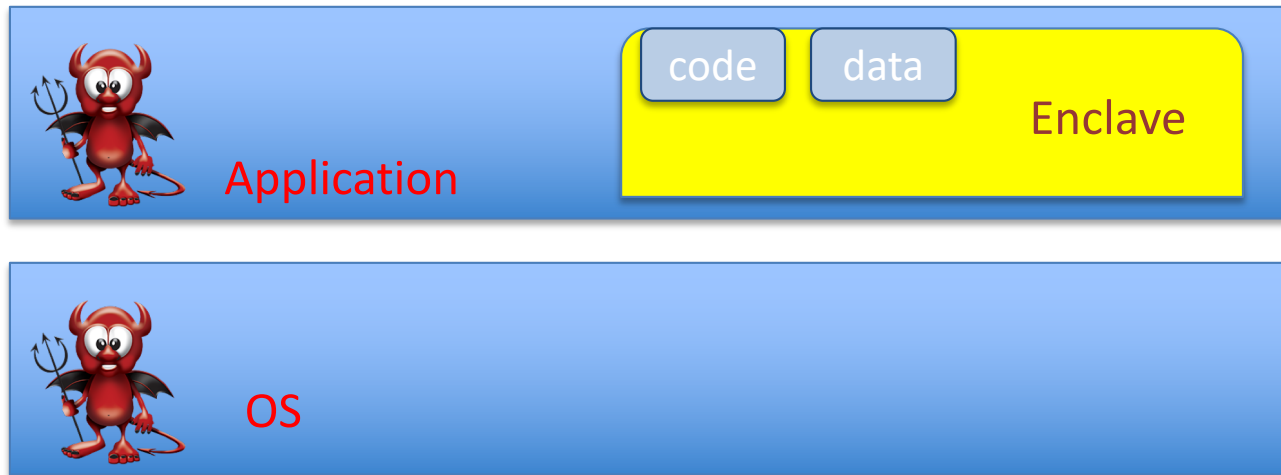 code
data
Enclave
Application
OS